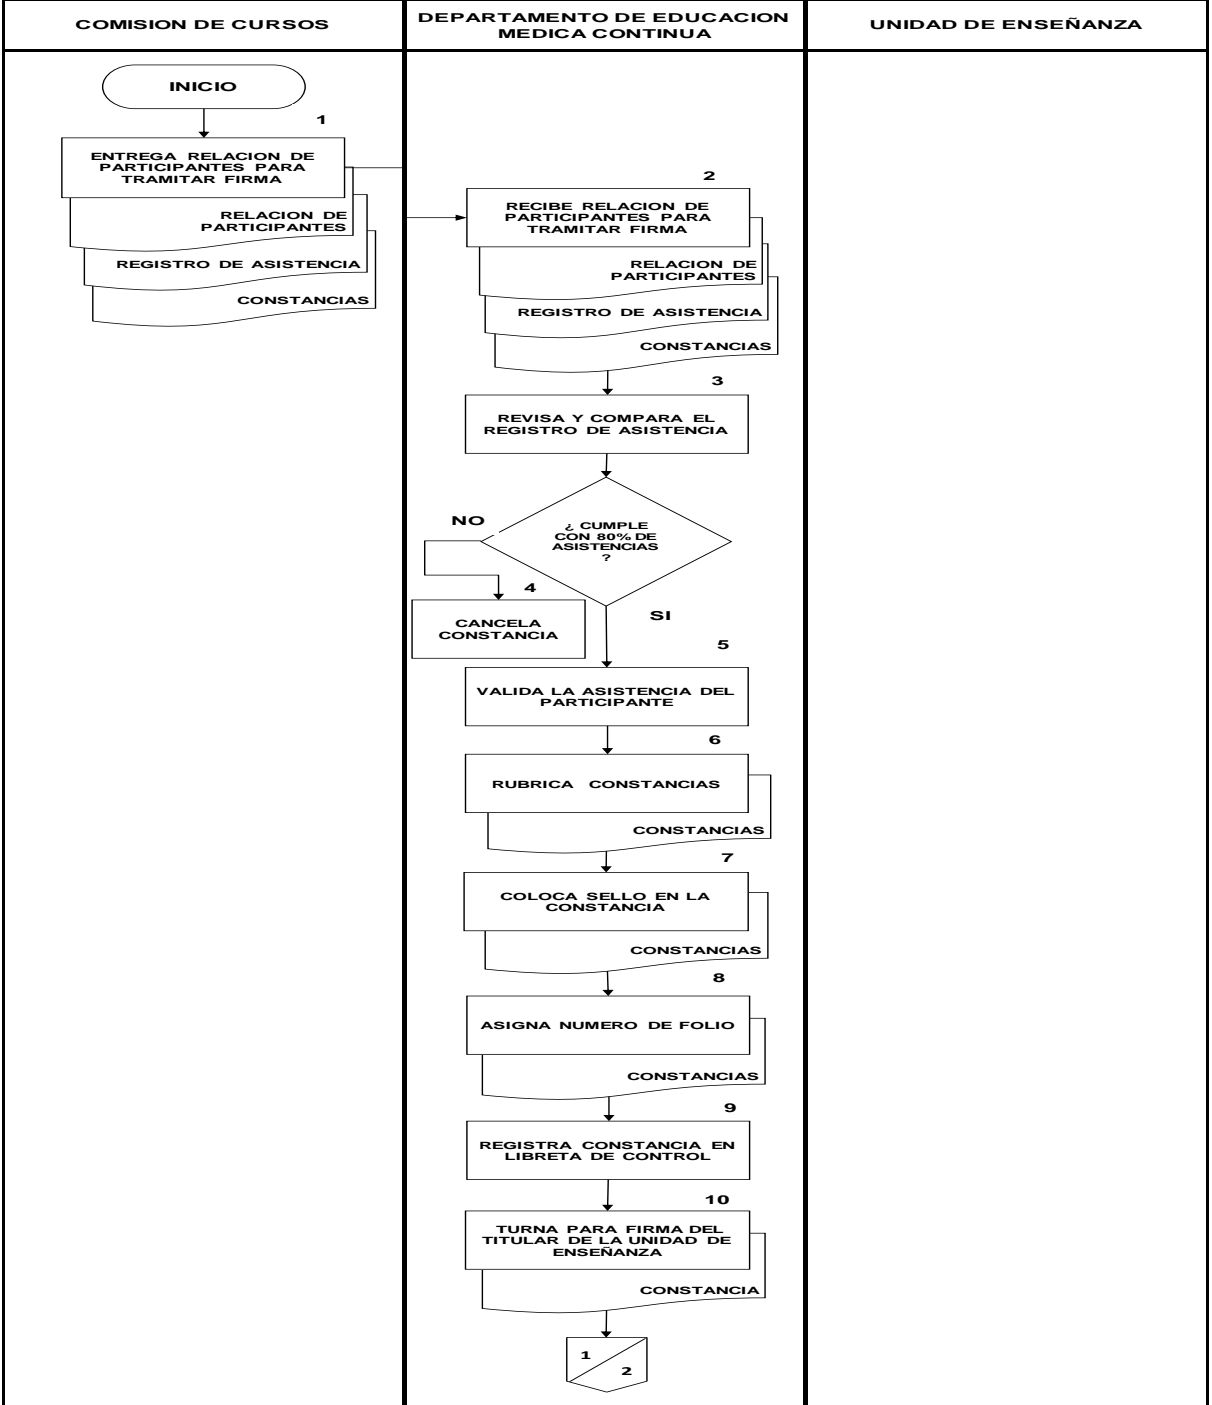 COMISION DE CURSOS
DEPARTAMENTO DE EDUCACION
MEDICA CONTINUA
UNIDAD DE ENSEÑANZA
INICIO
1
ENTREGA RELACION DE
PARTICIPANTES PARA
TRAMITAR FIRMA
RELACION DE
PARTICIPANTES
REGISTRO DE ASISTENCIA
CONSTANCIAS
2
RECIBE RELACION DE
PARTICIPANTES PARA
TRAMITAR FIRMA
RELACION DE
PARTICIPANTES
REGISTRO DE ASISTENCIA
CONSTANCIAS
3
REVISA Y COMPARA EL
REGISTRO DE ASISTENCIA
NO
¿ CUMPLE
CON 80% DE
ASISTENCIAS
?
4
CANCELA
CONSTANCIA
SI
5
VALIDA LA ASISTENCIA DEL
PARTICIPANTE
6
RUBRICA CONSTANCIAS
CONSTANCIAS
7
COLOCA SELLO EN LA
CONSTANCIA
CONSTANCIAS
8
ASIGNA NUMERO DE FOLIO
CONSTANCIAS
9
REGISTRA CONSTANCIA EN
LIBRETA DE CONTROL
10
TURNA PARA FIRMA DEL
TITULAR DE LA UNIDAD DE
ENSEÑANZA
CONSTANCIA
1
2